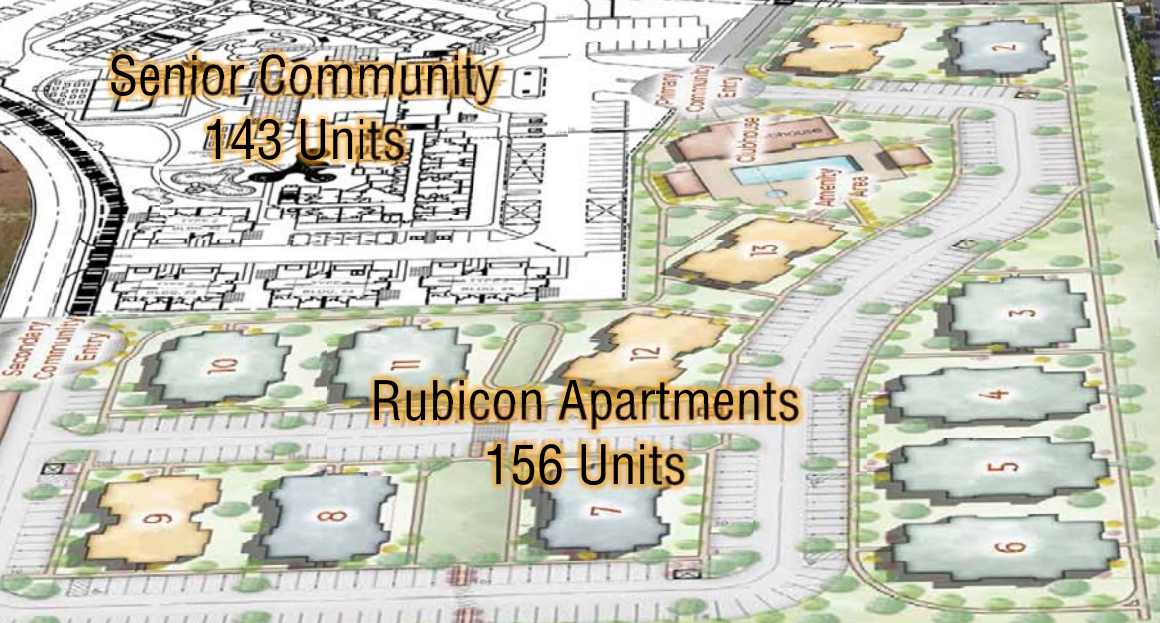 Senior Community
143 Units
Rubicon Apartments
156 Units
Primary
Community
Entry
Clubhouse
Amenity
Area
Secondary
Community
Entry
1
2
13
3
4
5
6
10
11
12
9
8
7